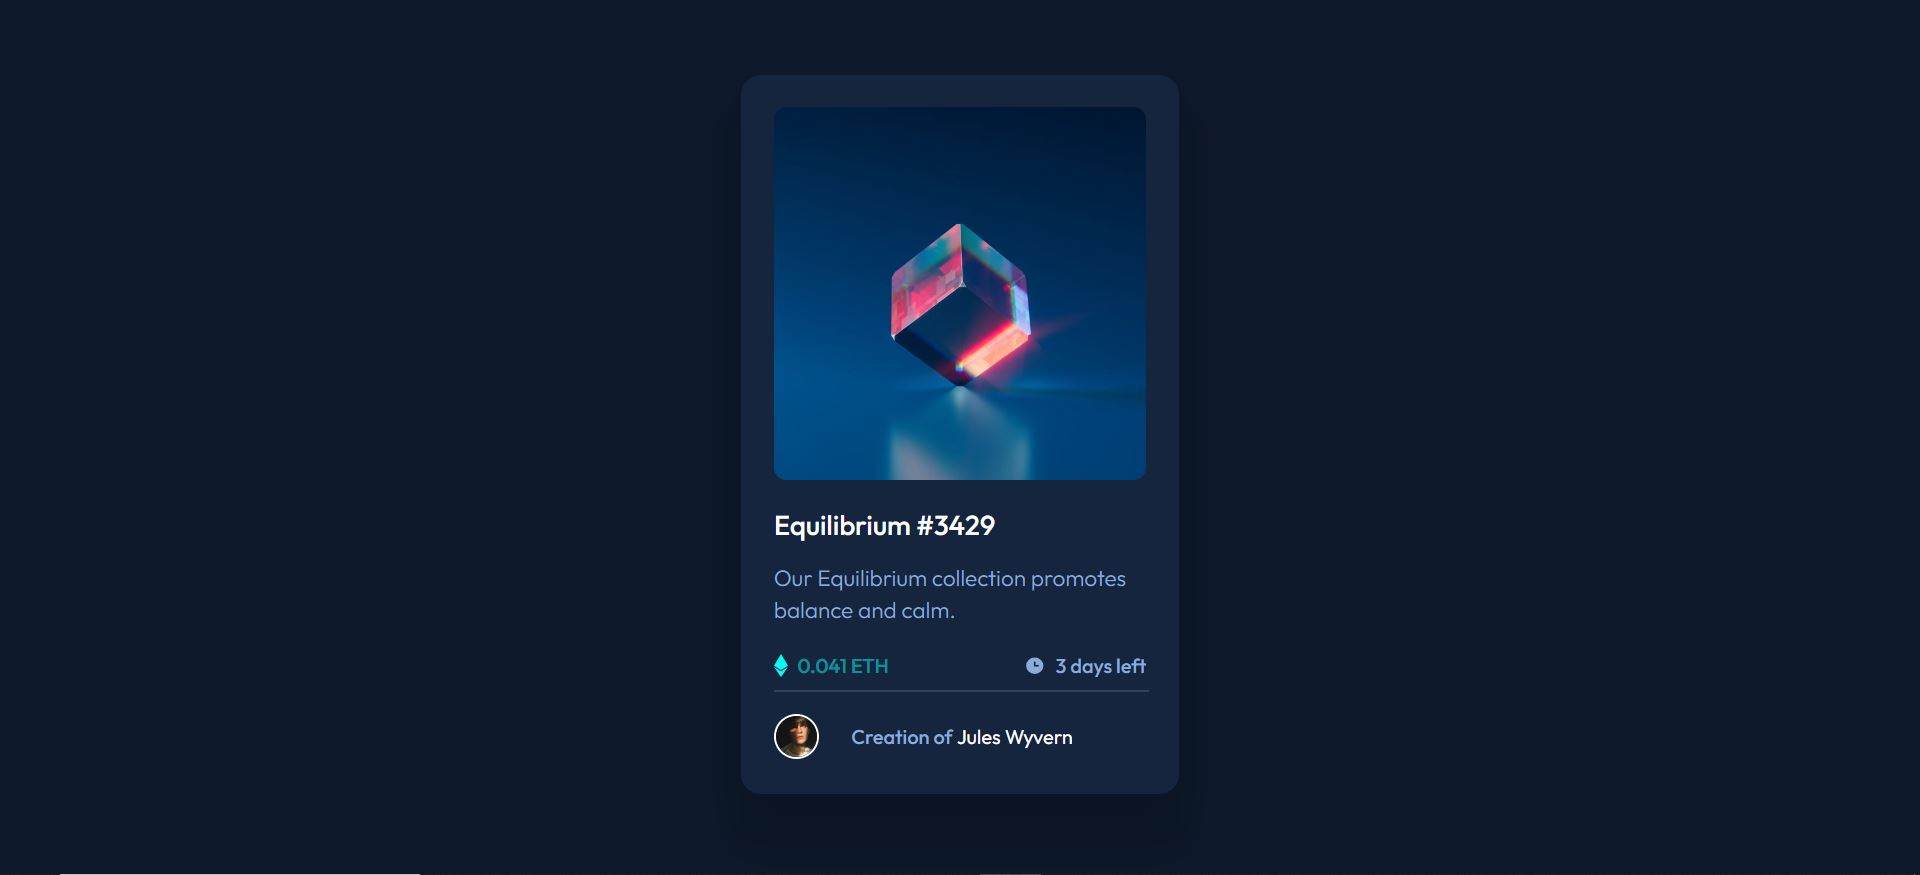 Equilibrium #3429
Our Equilibrium collection promotes
balance and calm.
0.041 ETH
3 days left
Creation of Jules Wyvern